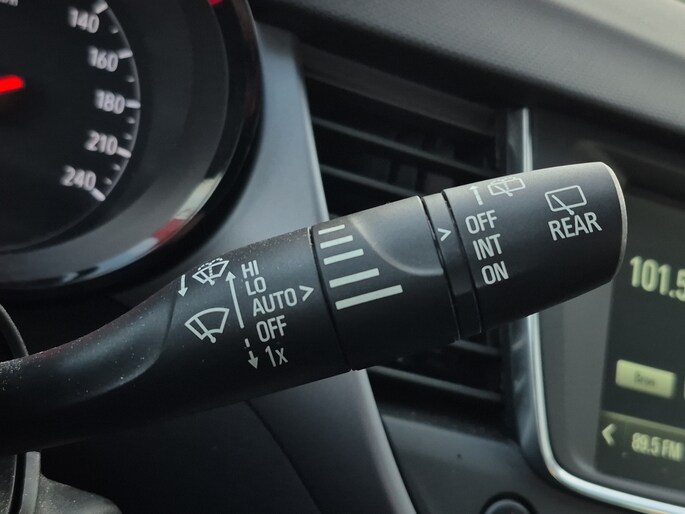 140
160
180
210
240
HI
LO
AUTO >
OFF
1x
>
OFF
INT
ON
REAR
101.5
89.5 FM